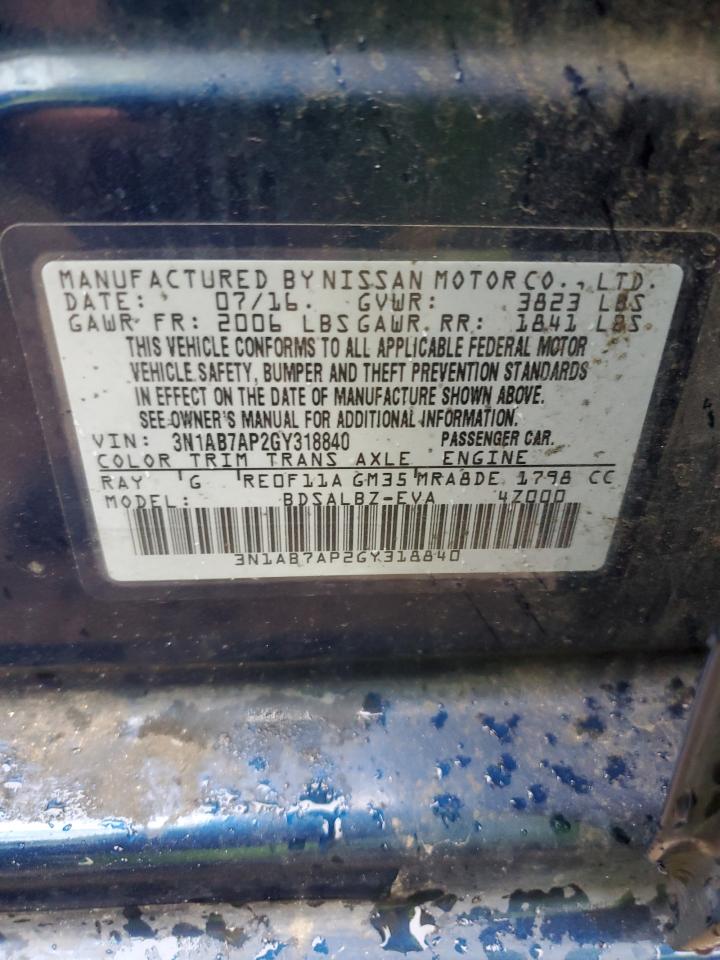 MANUFACTURED BY NISSAN MOTOR CO., LTD.
DATE: 07/16. GVWR: 3823 LBS
GAWR FR: 2006 LBS GAWR RR: 1841 LBS
THIS VEHICLE CONFORMS TO ALL APPLICABLE FEDERAL MOTOR
VEHICLE SAFETY, BUMPER AND THEFT PREVENTION STANDARDS
IN EFFECT ON THE DATE OF MANUFACTURE SHOWN ABOVE.
SEE OWNER'S MANUAL FOR ADDITIONAL INFORMATION.
VIN: 3N1AB7AP2GY318840 PASSENGER CAR.
COLOR TRIM TRANS AXLE ENGINE
RAY G RE0F11A GM35 MRA8DE 1798 CC
MODEL: BDSALBZ-EVA 4Z000
3N1AB7AP2GY318840